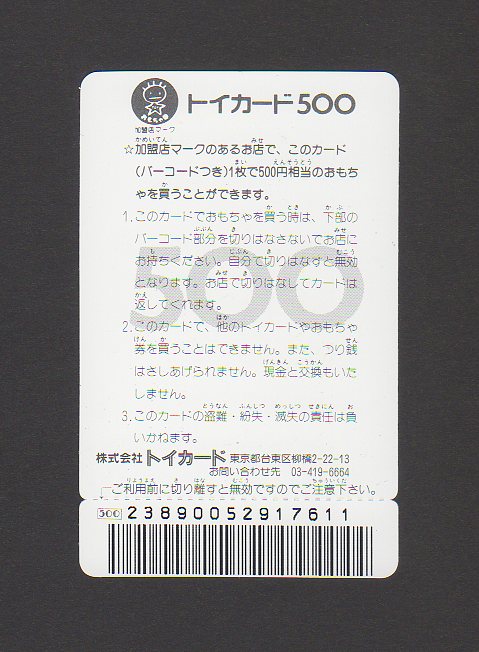 トイカード500
加盟店マーク
☆加盟店マークのあるお店で、このカード
(バーコードつき)1枚で500円相当のおもち
ゃを買うことができます。
1.このカードでおもちゃを買う時は、下部の
バーコード部分を切りはなさないでお店に
お持ちください。自分で切りはなすと無効
となります。お店で切りはなしてカードは
返してくれます。
2.このカードで、他のトイカードやおもちゃ
券を買うことはできません。また、つり銭
はさしあげられません。現金と交換もいた
しません。
3.このカードの盗難・紛失・滅失の責任は負
いかねます。
株式会社トイカード 東京都台東区柳橋2-22-13
お問い合わせ先 03-419-6664
ご利用前に切り離すと無効ですのでご注意下さい。
500 238900052917611